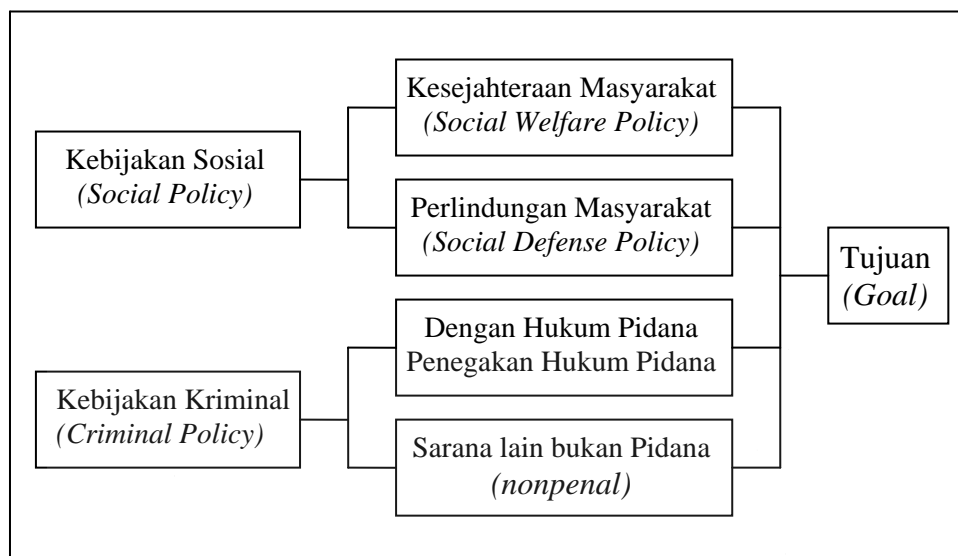 Kebijakan Sosial
(Social Policy)
Kesejahteraan Masyarakat
(Social Welfare Policy)
Perlindungan Masyarakat
(Social Defense Policy)
Kebijakan Kriminal
(Criminal Policy)
Dengan Hukum Pidana
Penegakan Hukum Pidana
Sarana lain bukan Pidana
(nonpenal)
Tujuan
(Goal)